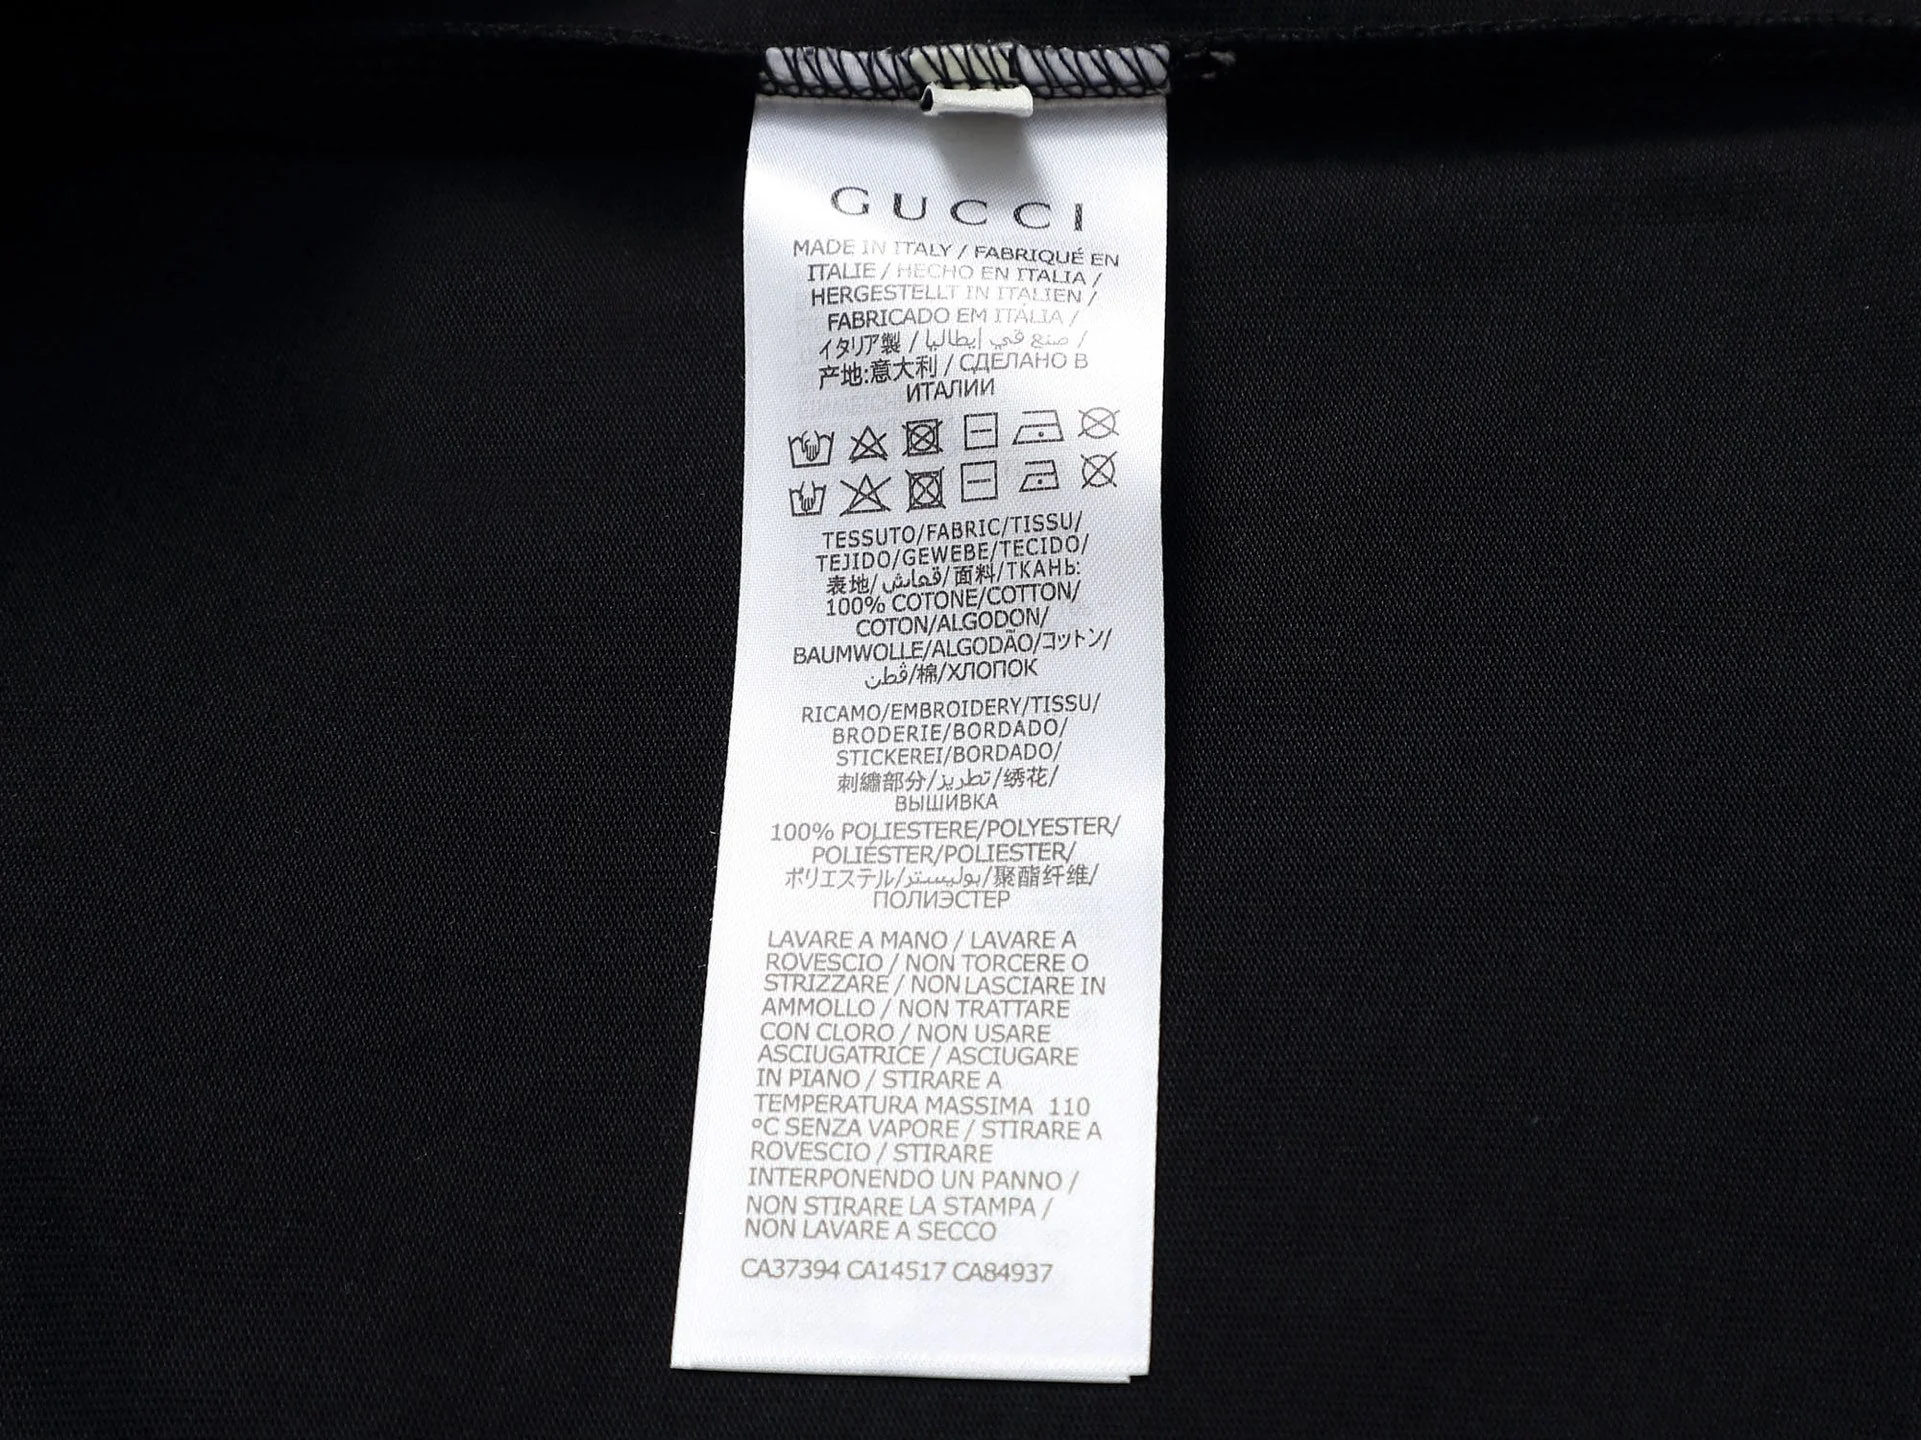 GUCCI
MADE IN ITALY / FABRIQUÉ EN
ITALIE / HECHO EN ITALIA /
HERGESTELLT IN ITALIEN /
FABRICADO EM ITÁLIA /
イタリア製 / صنع في إيطاليا /
产地:意大利 / СДЕЛАНО В
ИТАЛИИ
TESSUTO/FABRIC/TISSU/
TEJIDO/GEWEBE/TECIDO/
表地/قماش/面料/ТКАНЬ:
100% COTONE/COTTON/
COTON/ALGODON/
BAUMWOLLE/ALGODÃO/コットン/
قطن/棉/ХЛОПОК
RICAMO/EMBROIDERY/TISSU/
BRODERIE/BORDADO/
STICKEREI/BORDADO/
刺繍部分/تطريز/绣花/
ВЫШИВКА
100% POLIESTERE/POLYESTER/
POLIÉSTER/POLIESTER/
ポリエステル/بوليستر/聚酯纤维/
ПОЛИЭСТЕР
LAVARE A MANO / LAVARE A
ROVESCIO / NON TORCERE O
STRIZZARE / NON LASCIARE IN
AMMOLLO / NON TRATTARE
CON CLORO / NON USARE
ASCIUGATRICE / ASCIUGARE
IN PIANO / STIRARE A
TEMPERATURA MASSIMA 110
°C SENZA VAPORE / STIRARE A
ROVESCIO / STIRARE
INTERPONENDO UN PANNO /
NON STIRARE LA STAMPA /
NON LAVARE A SECCO
CA37394 CA14517 CA84937